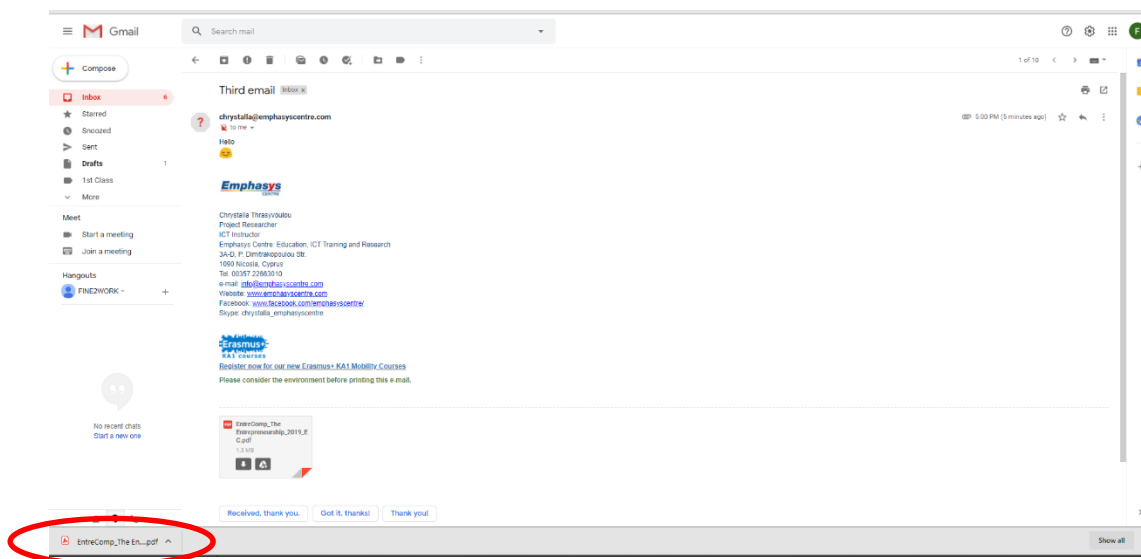 Gmail
Search mail
F
Compose
1 of 10
Inbox 6
Starred
Snoozed
Sent
Drafts 1
1st Class
More
Meet
Start a meeting
Join a meeting
Hangouts
FINE2WORK
No recent chats
Start a new one
Third email Inbox x
chrystalla@emphasyscentre.com
5:00 PM (5 minutes ago)
to me
Hello
Emphasys
CENTRE
Chrystalla Thrasyvoulou
Project Researcher
ICT Instructor
Emphasys Centre: Education, ICT Training and Research
3A-D, P. Dimitrakopoulou Str.
1090 Nicosia, Cyprus
Tel. 00357 22663010
e-mail: info@emphasyscentre.com
Website: www.emphasyscentre.com
Facebook: www.facebook.com/emphasyscentre/
Skype: chrystalla_emphasyscentre
Erasmus+
KA1 courses
Register now for our new Erasmus+ KA1 Mobility Courses
Please consider the environment before printing this e-mail.
PDF EntreComp_The
Entrepreneurship_2019_E
C.pdf
1.3 MB
Received, thank you. Got it, thanks! Thank you!
EntreComp_The En....pdf
Show all